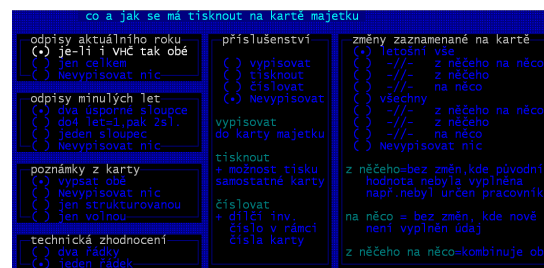 co a jak se má tisknout na kartě majetku
odpisy aktuálního roku
(•) je-li i VHČ tak obé
( ) jen celkem
( ) Nevypisovat nic
odpisy minulých let
(•) dva úsporné sloupce
( ) do4 let=1,pak 2sl.
( ) jeden sloupec
( ) Nevypisovat nic
poznámky z karty
(•) vypsat obě
( ) Nevypisovat nic
( ) jen strukturovanou
( ) jen volnou
technická zhodnocení
( ) dva řádky
(•) jeden řádek
příslušenství
( ) vypisovat
( ) tisknout
( ) číslovat
(•) Nevypisovat
vypisovat
do karty majetku
tisknout
+ možnost tisku
samostatné karty
číslovat
+ dílčí inv.
číslo v rámci
čísla karty
změny zaznamenané na kartě
(•) letošní vše
( ) -//- z něčeho na něco
( ) -//- z něčeho
( ) -//- na něco
( ) všechny
( ) -//- z něčeho na něco
( ) -//- z něčeho
( ) -//- na něco
( ) Nevypisovat nic
z něčeho=bez změn,kde původní
hodnota nebyla vyplněna
např.nebyl určen pracovník
na něco = bez změn, kde nově
není vyplněn údaj
z něčeho na něco=kombinuje ob